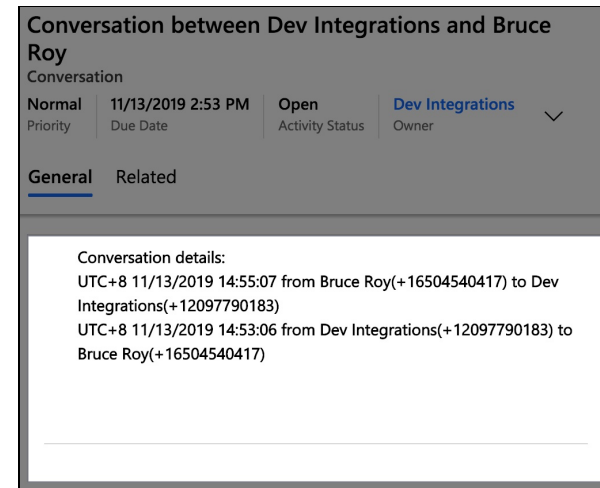 Conversation between Dev Integrations and Bruce
Roy
Conversation
Normal 11/13/2019 2:53 PM Open Dev Integrations
Priority Due Date Activity Status Owner
General Related
Conversation details:
UTC+8 11/13/2019 14:55:07 from Bruce Roy(+16504540417) to Dev
Integrations(+12097790183)
UTC+8 11/13/2019 14:53:06 from Dev Integrations(+12097790183) to
Bruce Roy(+16504540417)